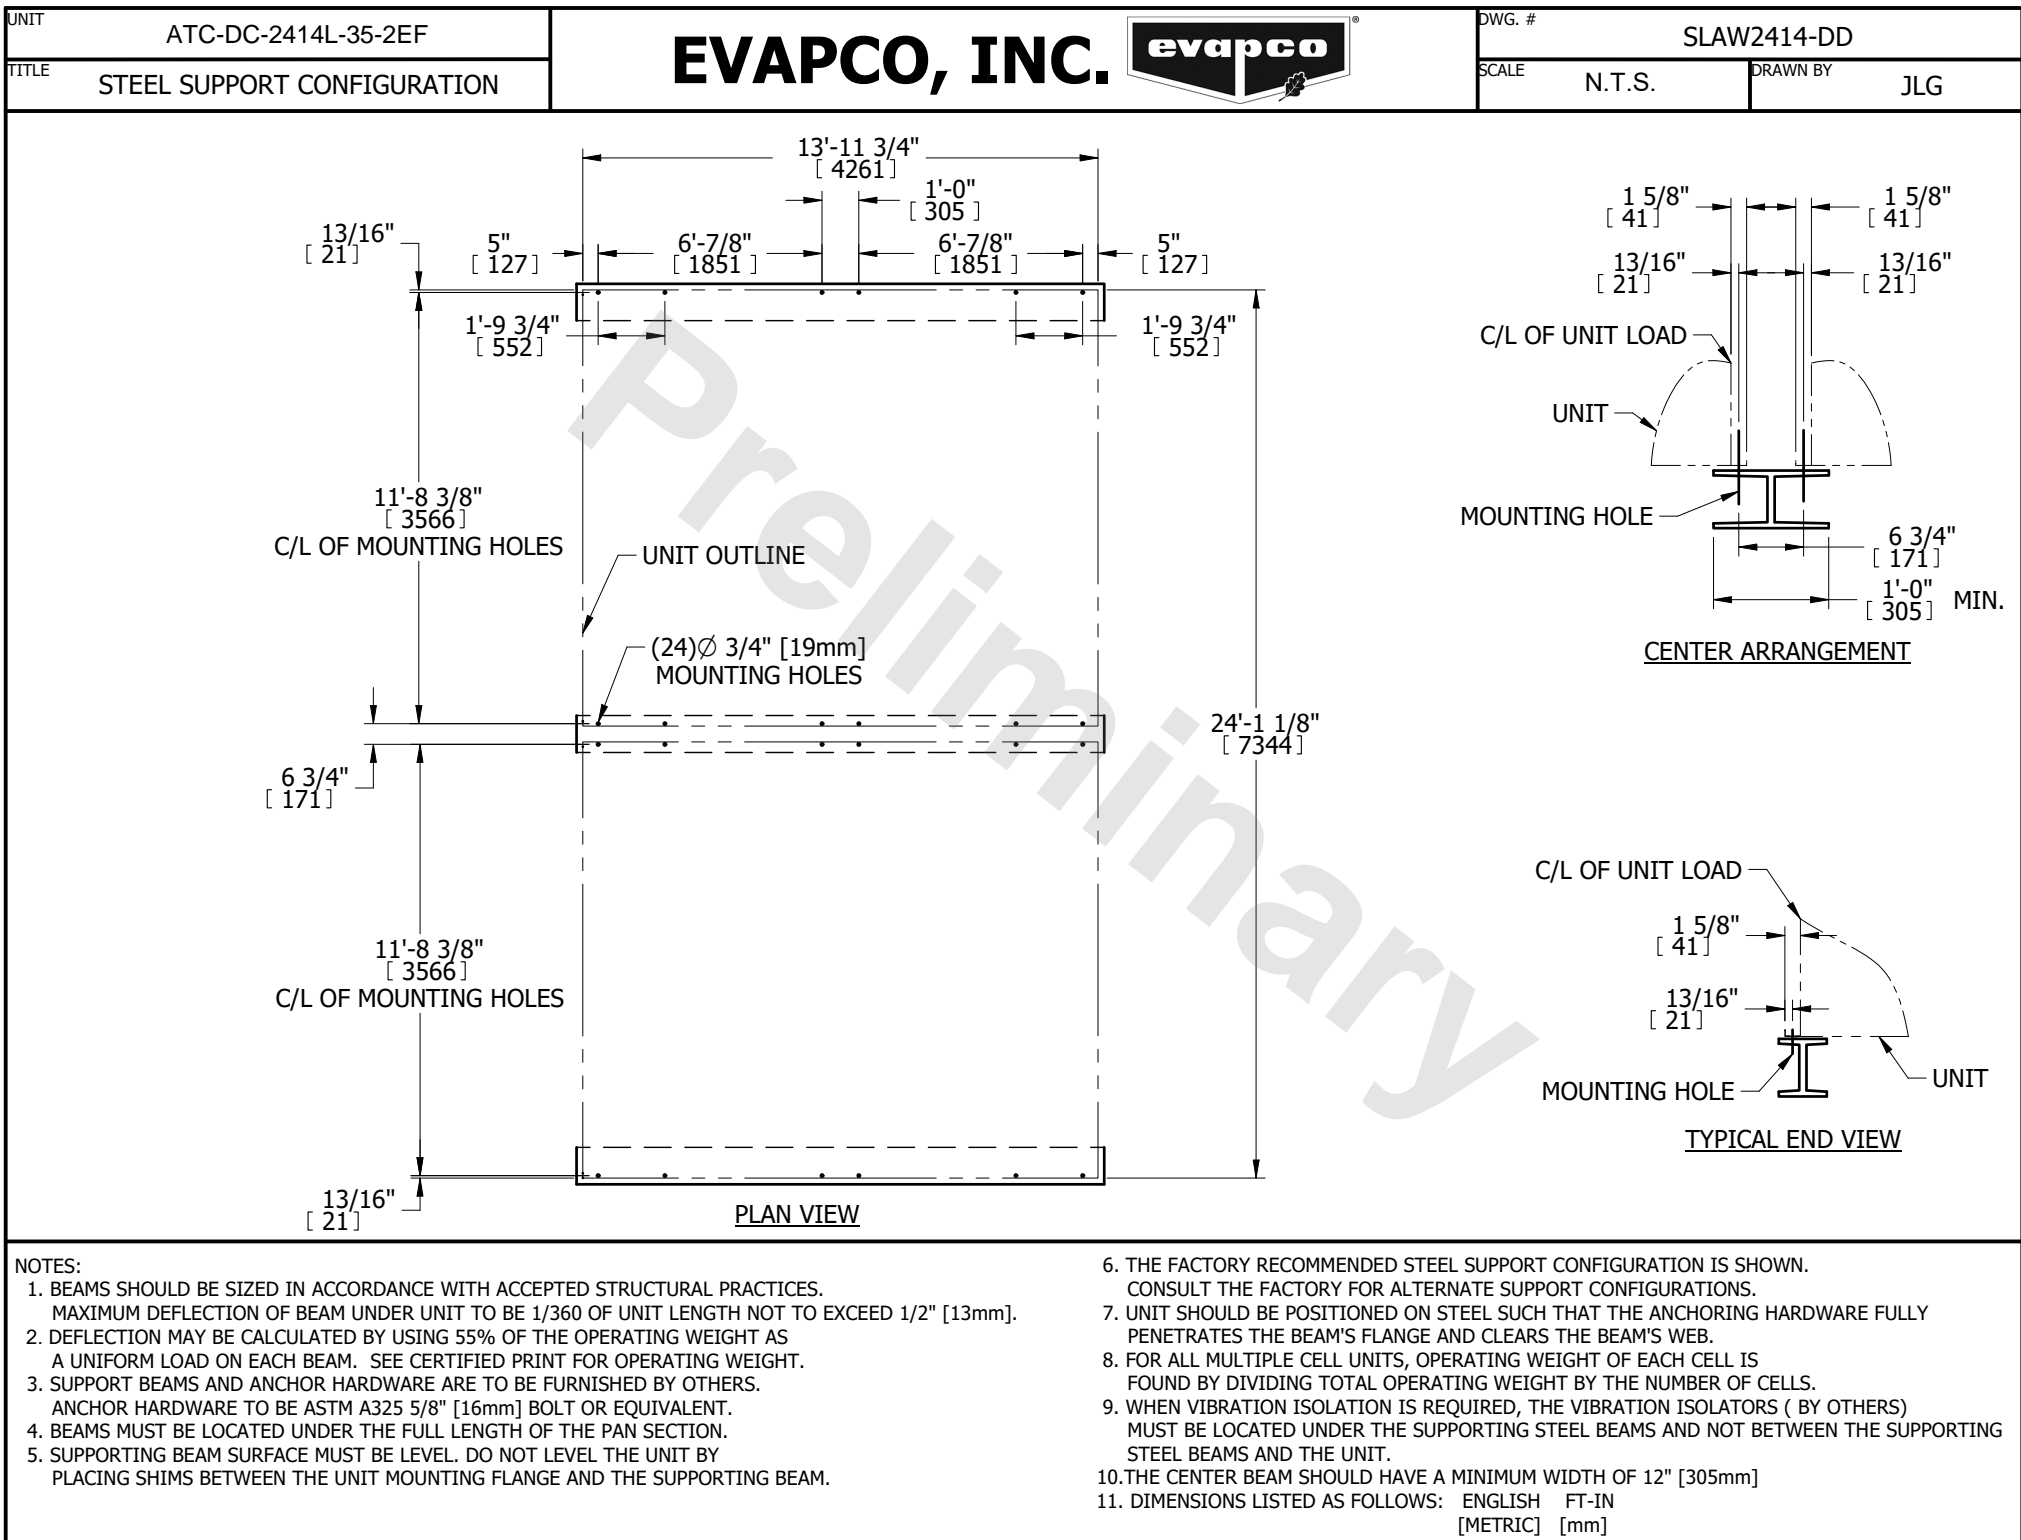 UNIT
ATC-DC-2414L-35-2EF
TITLE
STEEL SUPPORT CONFIGURATION
EVAPCO, INC.
evapco®
DWG. #
SLAW2414-DD
SCALE
N.T.S.
DRAWN BY
JLG
13'-11 3/4"
[ 4261 ]
1'-0"
[ 305 ]
13/16"
[ 21 ]
5"
[ 127 ]
6'-7/8"
[ 1851 ]
6'-7/8"
[ 1851 ]
5"
[ 127 ]
1'-9 3/4"
[ 552 ]
1'-9 3/4"
[ 552 ]
11'-8 3/8"
[ 3566 ]
C/L OF MOUNTING HOLES
UNIT OUTLINE
(24)∅ 3/4" [19mm]
MOUNTING HOLES
24'-1 1/8"
[ 7344 ]
6 3/4"
[ 171 ]
11'-8 3/8"
[ 3566 ]
C/L OF MOUNTING HOLES
13/16"
[ 21 ]
PLAN VIEW
Preliminary
1 5/8"
[ 41 ]
1 5/8"
[ 41 ]
13/16"
[ 21 ]
13/16"
[ 21 ]
C/L OF UNIT LOAD
UNIT
MOUNTING HOLE
6 3/4"
[ 171 ]
1'-0"
[ 305 ] MIN.
CENTER ARRANGEMENT
C/L OF UNIT LOAD
1 5/8"
[ 41 ]
13/16"
[ 21 ]
MOUNTING HOLE
UNIT
TYPICAL END VIEW
NOTES:
1. BEAMS SHOULD BE SIZED IN ACCORDANCE WITH ACCEPTED STRUCTURAL PRACTICES.
MAXIMUM DEFLECTION OF BEAM UNDER UNIT TO BE 1/360 OF UNIT LENGTH NOT TO EXCEED 1/2" [13mm].
2. DEFLECTION MAY BE CALCULATED BY USING 55% OF THE OPERATING WEIGHT AS
A UNIFORM LOAD ON EACH BEAM. SEE CERTIFIED PRINT FOR OPERATING WEIGHT.
3. SUPPORT BEAMS AND ANCHOR HARDWARE ARE TO BE FURNISHED BY OTHERS.
ANCHOR HARDWARE TO BE ASTM A325 5/8" [16mm] BOLT OR EQUIVALENT.
4. BEAMS MUST BE LOCATED UNDER THE FULL LENGTH OF THE PAN SECTION.
5. SUPPORTING BEAM SURFACE MUST BE LEVEL. DO NOT LEVEL THE UNIT BY
PLACING SHIMS BETWEEN THE UNIT MOUNTING FLANGE AND THE SUPPORTING BEAM.
6. THE FACTORY RECOMMENDED STEEL SUPPORT CONFIGURATION IS SHOWN.
CONSULT THE FACTORY FOR ALTERNATE SUPPORT CONFIGURATIONS.
7. UNIT SHOULD BE POSITIONED ON STEEL SUCH THAT THE ANCHORING HARDWARE FULLY
PENETRATES THE BEAM'S FLANGE AND CLEARS THE BEAM'S WEB.
8. FOR ALL MULTIPLE CELL UNITS, OPERATING WEIGHT OF EACH CELL IS
FOUND BY DIVIDING TOTAL OPERATING WEIGHT BY THE NUMBER OF CELLS.
9. WHEN VIBRATION ISOLATION IS REQUIRED, THE VIBRATION ISOLATORS ( BY OTHERS)
MUST BE LOCATED UNDER THE SUPPORTING STEEL BEAMS AND NOT BETWEEN THE SUPPORTING
STEEL BEAMS AND THE UNIT.
10.THE CENTER BEAM SHOULD HAVE A MINIMUM WIDTH OF 12" [305mm]
11. DIMENSIONS LISTED AS FOLLOWS: ENGLISH FT-IN
[METRIC] [mm]